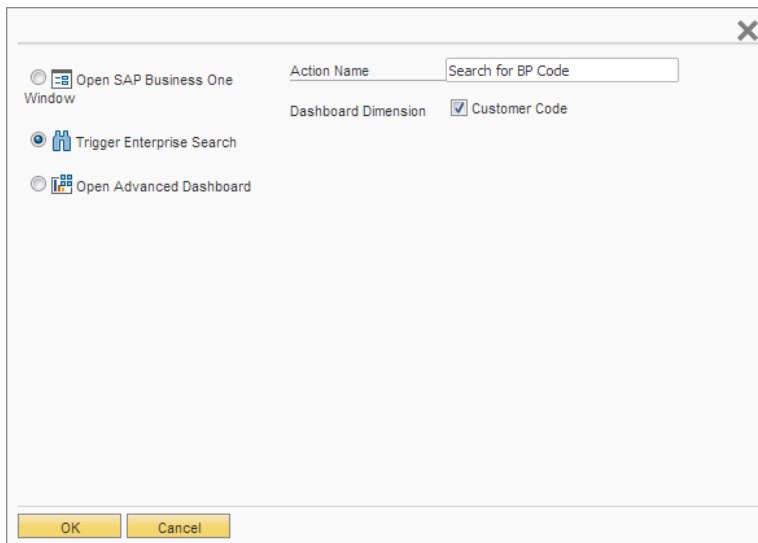 Open SAP Business One
Window
Trigger Enterprise Search
Open Advanced Dashboard
Action Name Search for BP Code
Dashboard Dimension Customer Code
OK Cancel